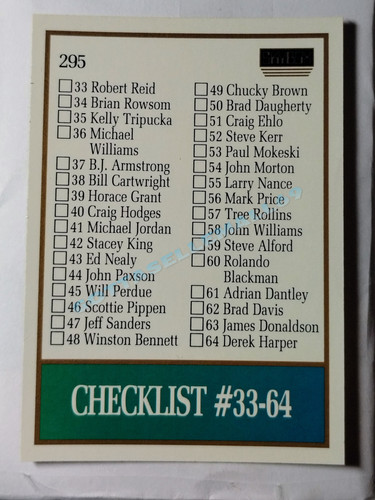 295
33 Robert Reid
34 Brian Rowsom
35 Kelly Tripucka
36 Michael
Williams
37 B.J. Armstrong
38 Bill Cartwright
39 Horace Grant
40 Craig Hodges
41 Michael Jordan
42 Stacey King
43 Ed Nealy
44 John Paxson
45 Will Perdue
46 Scottie Pippen
47 Jeff Sanders
48 Winston Bennett
49 Chucky Brown
50 Brad Daugherty
51 Craig Ehlo
52 Steve Kerr
53 Paul Mokeski
54 John Morton
55 Larry Nance
56 Mark Price
57 Tree Rollins
58 John Williams
59 Steve Alford
60 Rolando
Blackman
61 Adrian Dantley
62 Brad Davis
63 James Donaldson
64 Derek Harper
CHECKLIST #33-64